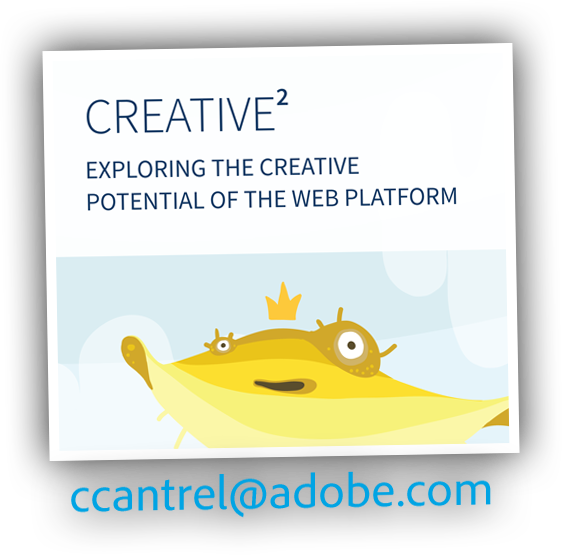 CREATIVE²
EXPLORING THE CREATIVE
POTENTIAL OF THE WEB PLATFORM
ccantrel@adobe.com